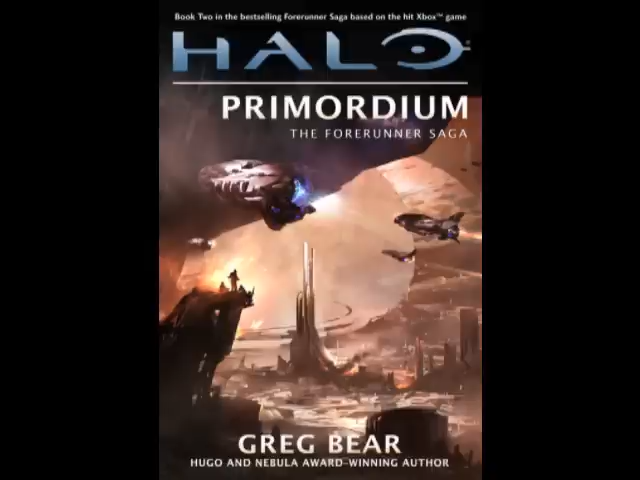 Book Two in the bestselling Forerunner Saga based on the hit Xbox™ game
HALO®
PRIMORDIUM
THE FORERUNNER SAGA
GREG BEAR
HUGO AND NEBULA AWARD–WINNING AUTHOR